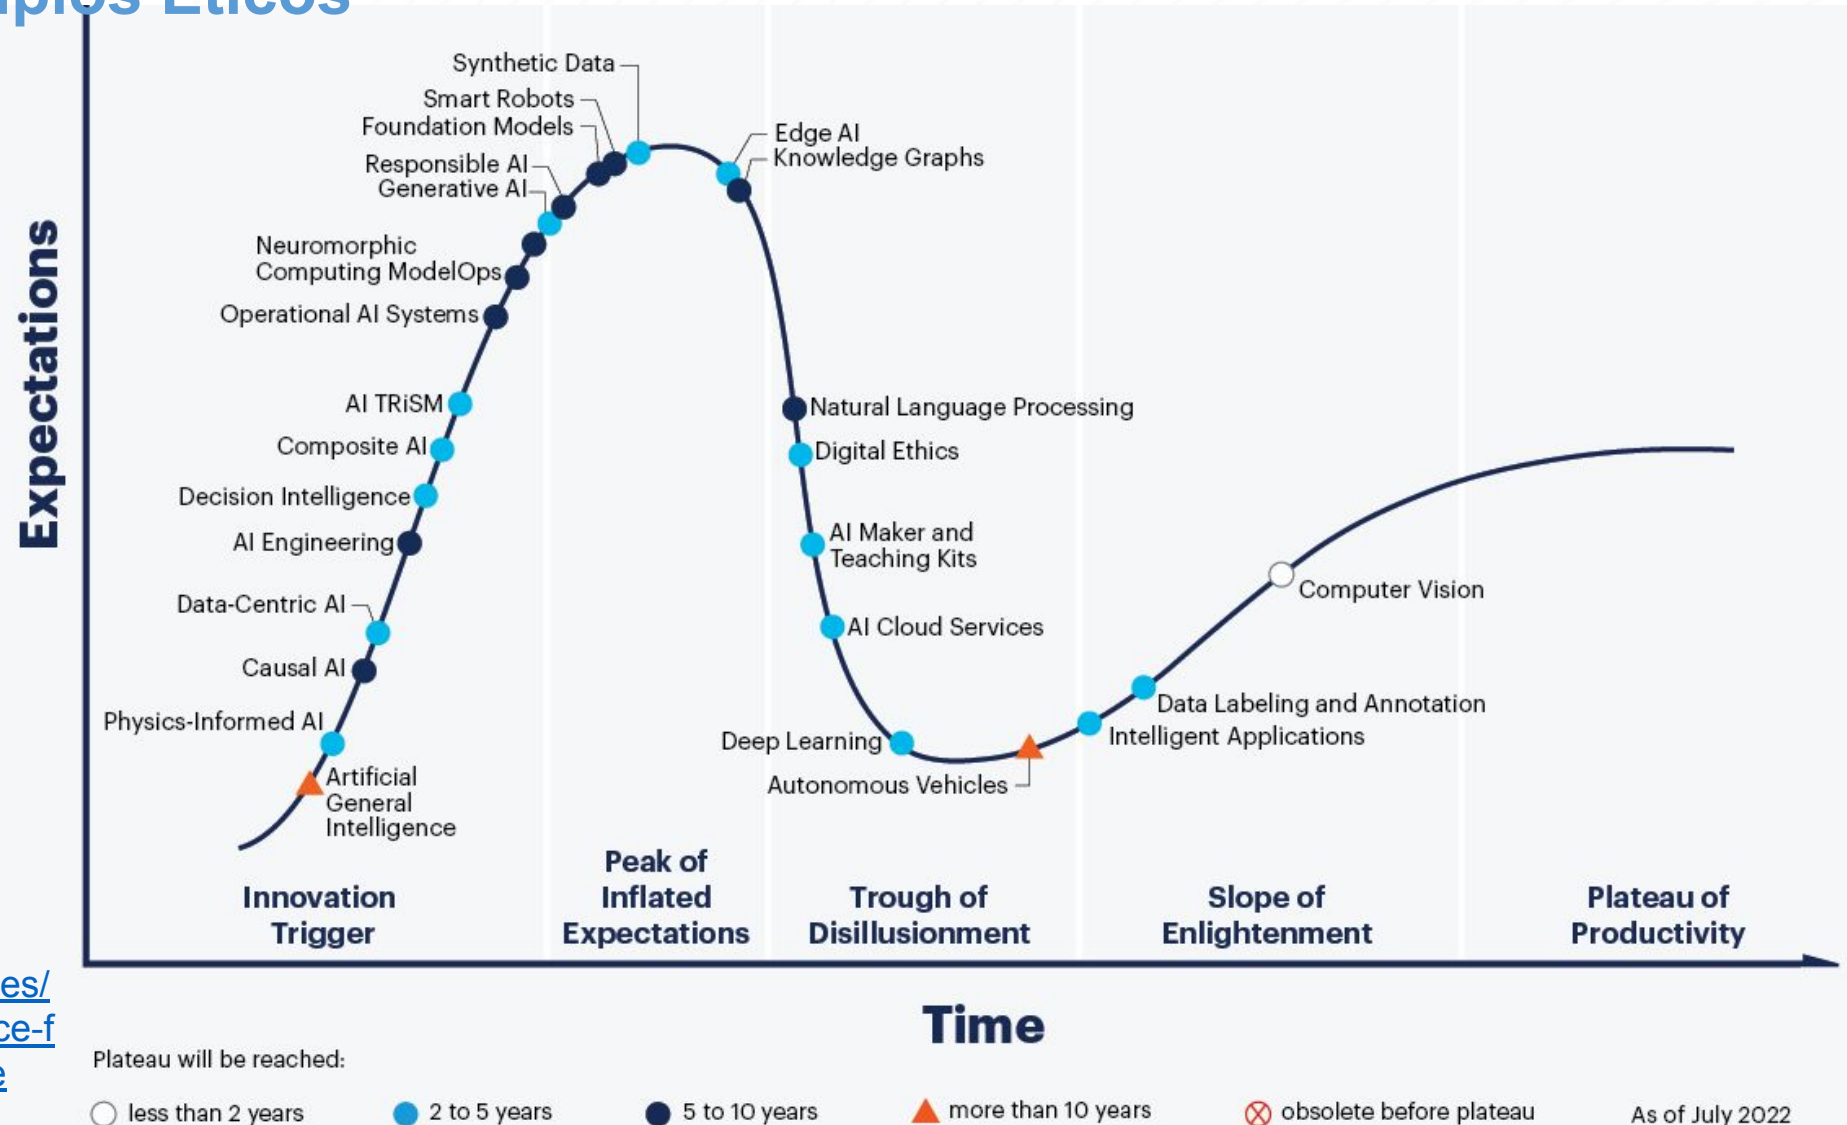 Éticos
Synthetic Data
Smart Robots
Foundation Models
Responsible AI
Generative AI
Neuromorphic
Computing ModelOps
Operational AI Systems
AI TRiSM
Composite AI
Decision Intelligence
AI Engineering
Data-Centric AI
Causal AI
Physics-Informed AI
Artificial
General
Intelligence
Edge AI
Knowledge Graphs
Natural Language Processing
Digital Ethics
AI Maker and
Teaching Kits
AI Cloud Services
Deep Learning
Autonomous Vehicles
Computer Vision
Data Labeling and Annotation
Intelligent Applications
Expectations
Innovation
Trigger
Peak of
Inflated
Expectations
Trough of
Disillusionment
Slope of
Enlightenment
Plateau of
Productivity
Time
es/
ce-f
e
Plateau will be reached:
less than 2 years
2 to 5 years
5 to 10 years
more than 10 years
obsolete before plateau
As of July 2022